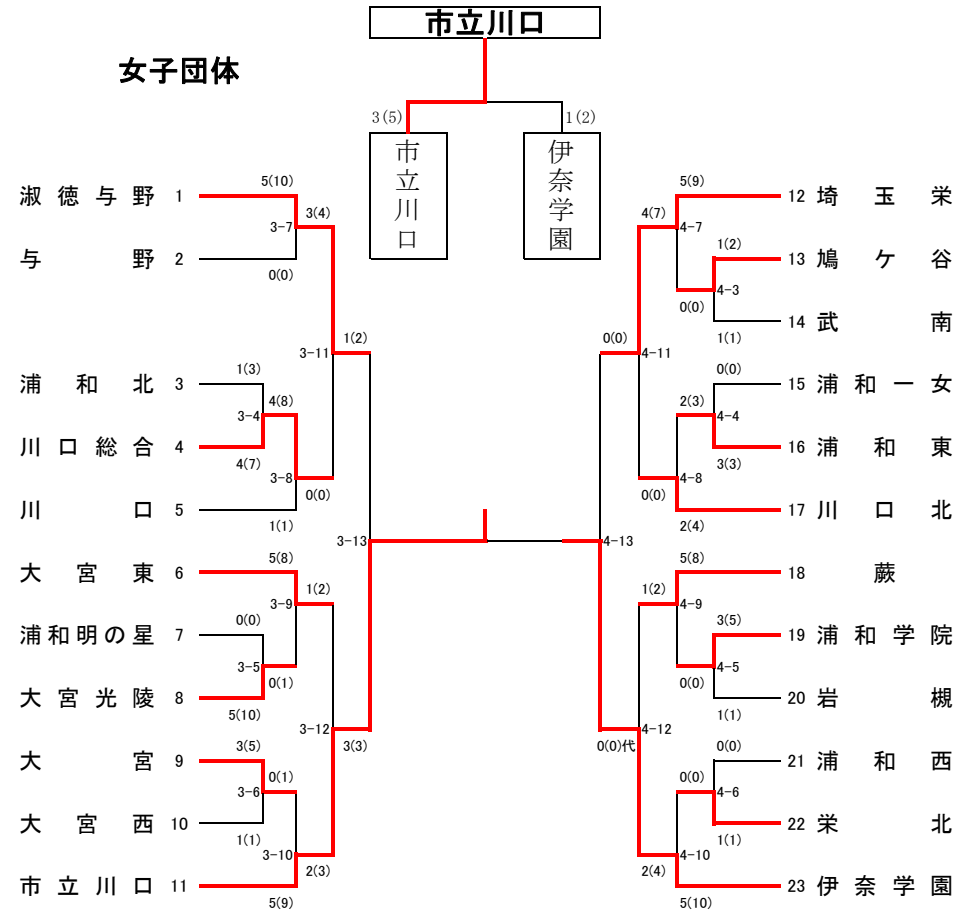 市立川口
女子団体
3(5)
1(2)
市立川口
伊奈学園
淑徳与野 1
5(10)
3-7
3(4)
与野 2
0(0)
3-11
1(2)
浦和北 3
1(3)
3-4
4(8)
川口総合 4
4(7)
3-8
0(0)
川口 5
1(1)
3-13
大宮東 6
5(8)
3-9
1(2)
浦和明の星 7
0(0)
3-5
0(1)
大宮光陵 8
5(10)
3-12
3(3)
大宮 9
3(5)
3-6
0(1)
大宮西 10
1(1)
3-10
2(3)
市立川口 11
5(9)
5(9)
12 埼玉栄
4(7)
4-7
1(2)
13 鳩ケ谷
4-3
0(0)
14 武南
1(1)
0(0)
4-11
0(0)
15 浦和一女
2(3)
4-4
16 浦和東
3(3)
4-8
0(0)
17 川口北
2(4)
4-13
5(8)
18 蕨
1(2)
4-9
3(5)
19 浦和学院
4-5
0(0)
20 岩槻
1(1)
4-12
0(0)代
0(0)
21 浦和西
0(0)
4-6
22 栄北
1(1)
4-10
2(4)
23 伊奈学園
5(10)